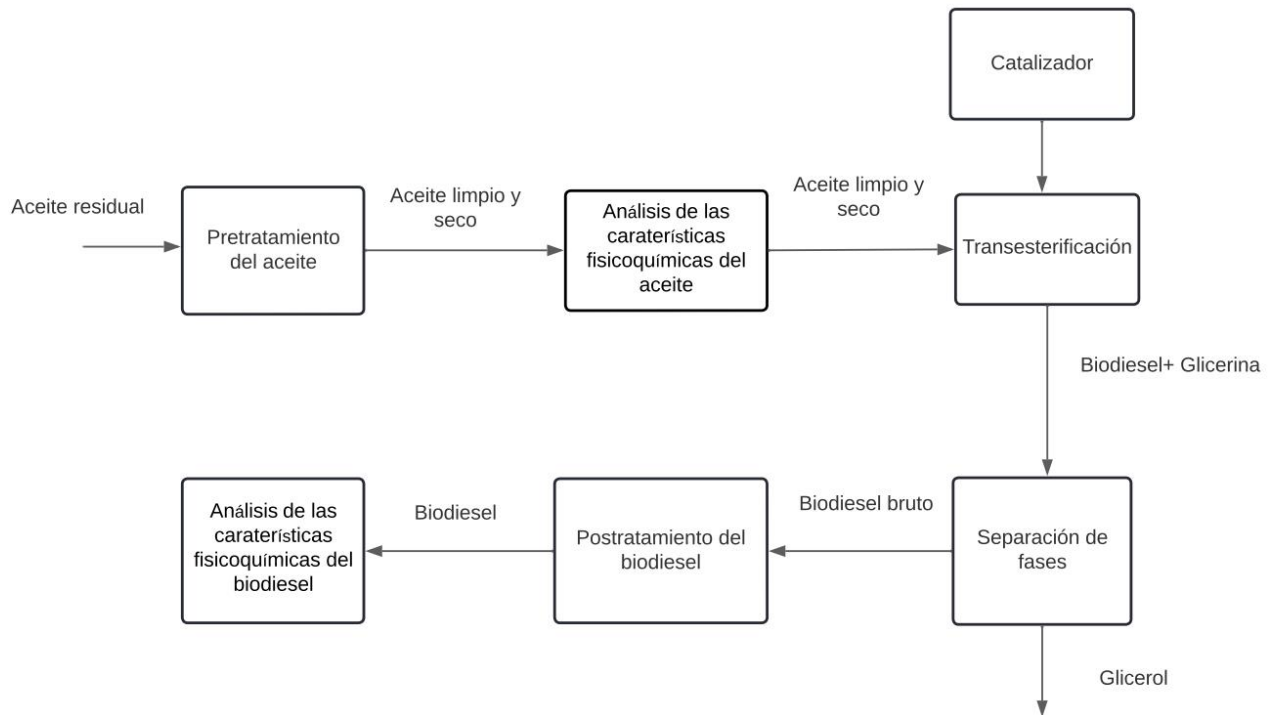 Catalizador
Aceite residual
Pretratamiento
del aceite
Aceite limpio y
seco
Análisis de las
caraterísticas
fisicoquímicas del
aceite
Aceite limpio y
seco
Transesterificación
Biodiesel+ Glicerina
Separación de
fases
Biodiesel bruto
Postratamiento del
biodiesel
Biodiesel
Análisis de las
caraterísticas
fisicoquímicas del
biodiesel
Glicerol